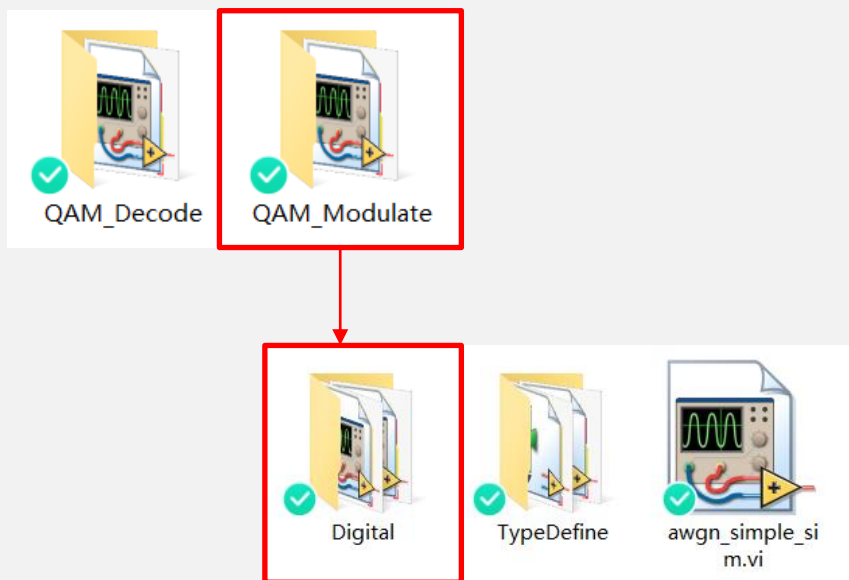 QAM_Decode
QAM_Modulate
Digital
TypeDefine
awgn_simple_si
m.vi